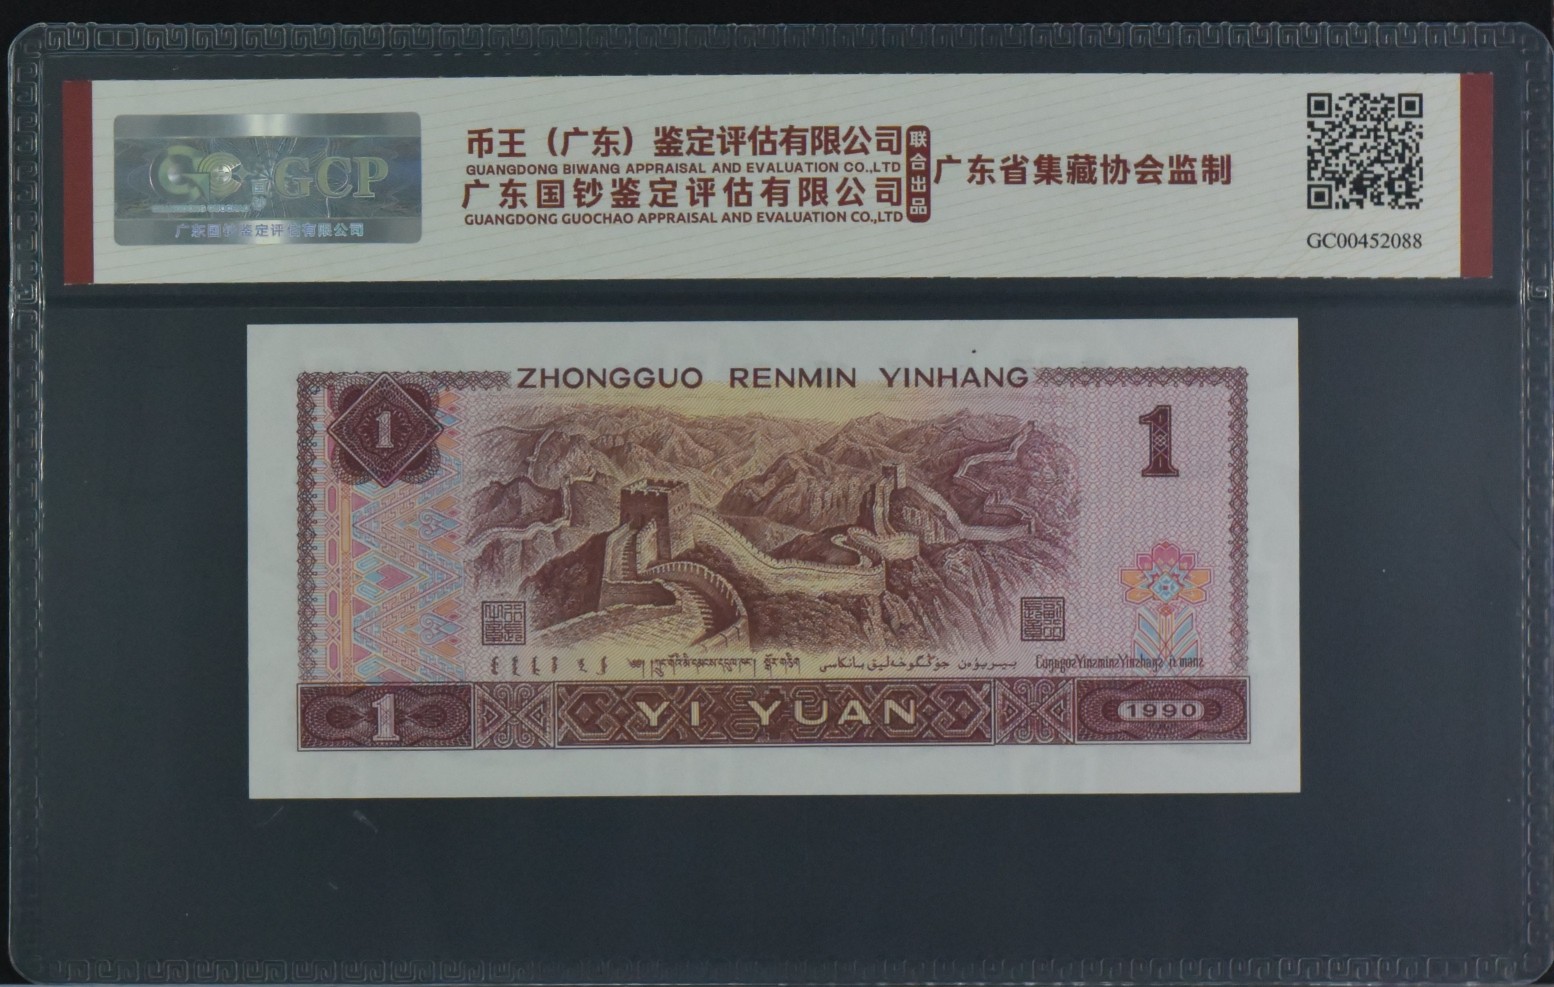 GCP
广东国钞鉴定评估有限公司
币王（广东）鉴定评估有限公司
GUANGDONG BIWANG APPRAISAL AND EVALUATION CO.,LTD
广东国钞鉴定评估有限公司
GUANGDONG GUOCHAO APPRAISAL AND EVALUATION CO.,LTD
联合出品
广东省集藏协会监制
GC00452088
ZHONGGUO RENMIN YINHANG
1
1
1
YI YUAN
1990